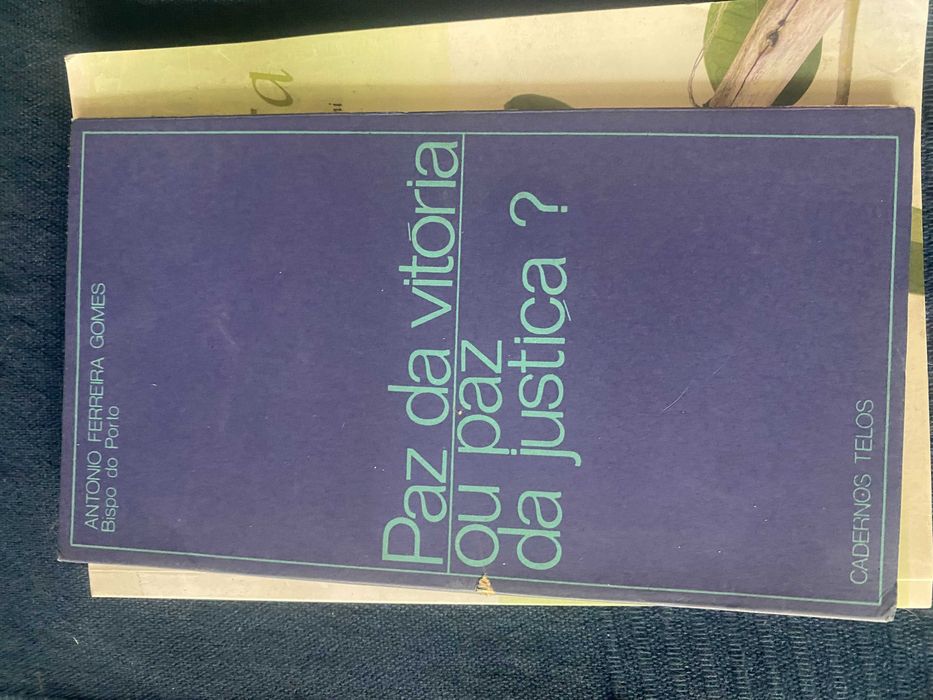 ANTONIO FERREIRA GOMES
Bispo do Porto
Paz da vitória
ou paz
da justiça ?
CADERNOS TELOS
a